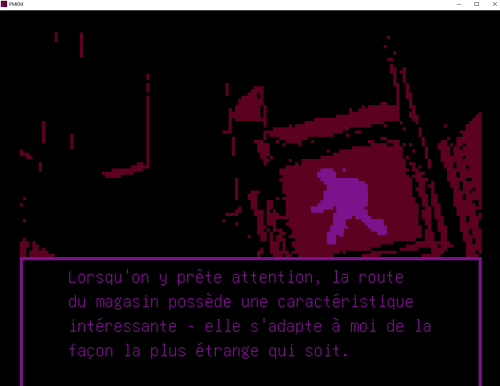 PMKM
Lorsqu'on y prête attention, la route
du magasin possède une caractéristique
intéressante - elle s'adapte à moi de la
façon la plus étrange qui soit.